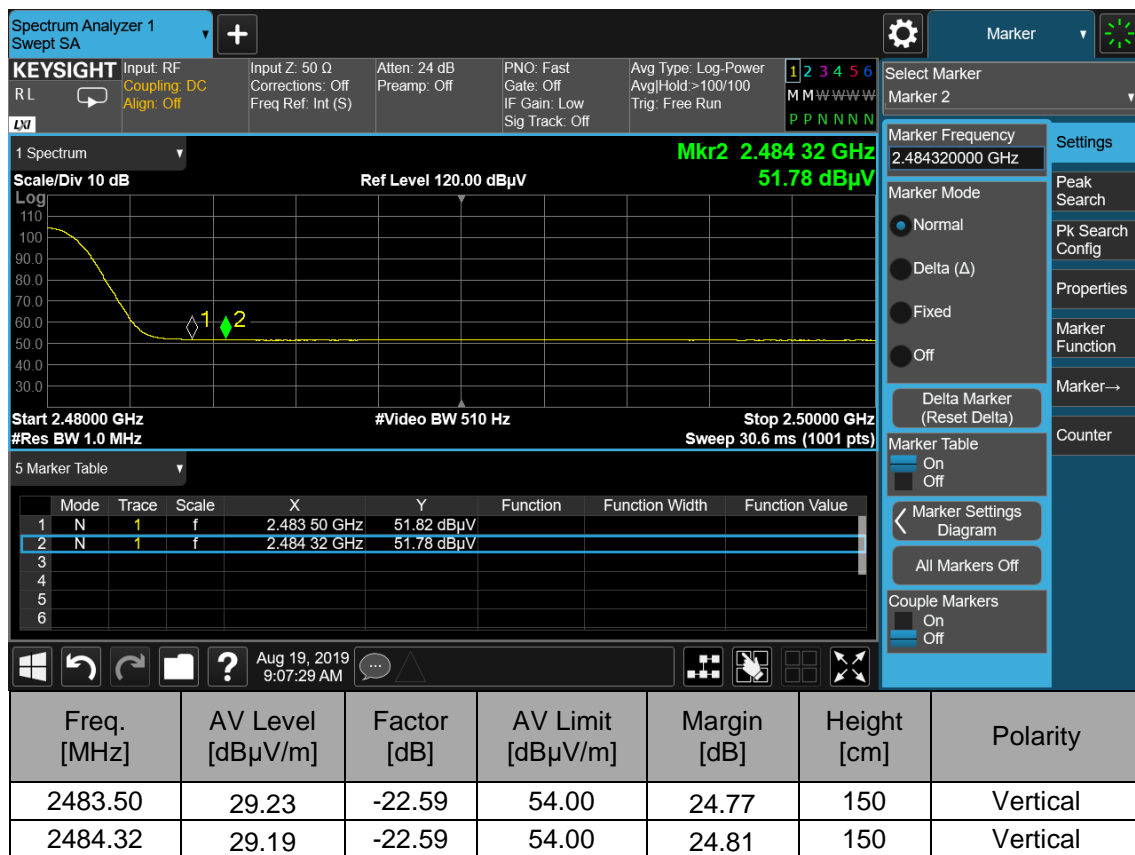 Spectrum Analyzer 1
Swept SA
+
Marker
KEYSIGHT Input: RF Input Z: 50 Ω Atten: 24 dB PNO: Fast Avg Type: Log-Power 1 2 3 4 5 6
RL Coupling: DC Corrections: Off Preamp: Off Gate: Off Avg|Hold:>100/100 M M W W W W
Align: Off Freq Ref: Int (S) IF Gain: Low Trig: Free Run
LXI Sig Track: Off P P N N N N
Select Marker
Marker 2
1 Spectrum
Mkr2 2.484 32 GHz
Scale/Div 10 dB Ref Level 120.00 dBµV 51.78 dBµV
Log
110
100
90.0
80.0
70.0
60.0
50.0
40.0
30.0
1 2
Start 2.48000 GHz #Video BW 510 Hz Stop 2.50000 GHz
#Res BW 1.0 MHz Sweep 30.6 ms (1001 pts)
5 Marker Table
Mode Trace Scale X Y Function Function Width Function Value
1 N 1 f 2.483 50 GHz 51.82 dBµV
2 N 1 f 2.484 32 GHz 51.78 dBµV
3
4
5
6
? Aug 19, 2019
9:07:29 AM
Marker Frequency
2.484320000 GHz
Marker Mode
Normal
Delta (Δ)
Fixed
Off
Delta Marker
(Reset Delta)
Marker Table
On
Off
Marker Settings
Diagram
All Markers Off
Couple Markers
On
Off
Settings
Peak
Search
Pk Search
Config
Properties
Marker
Function
Marker→
Counter
Freq. AV Level Factor AV Limit Margin Height Polarity
[MHz] [dBµV/m] [dB] [dBµV/m] [dB] [cm]
2483.50 29.23 -22.59 54.00 24.77 150 Vertical
2484.32 29.19 -22.59 54.00 24.81 150 Vertical